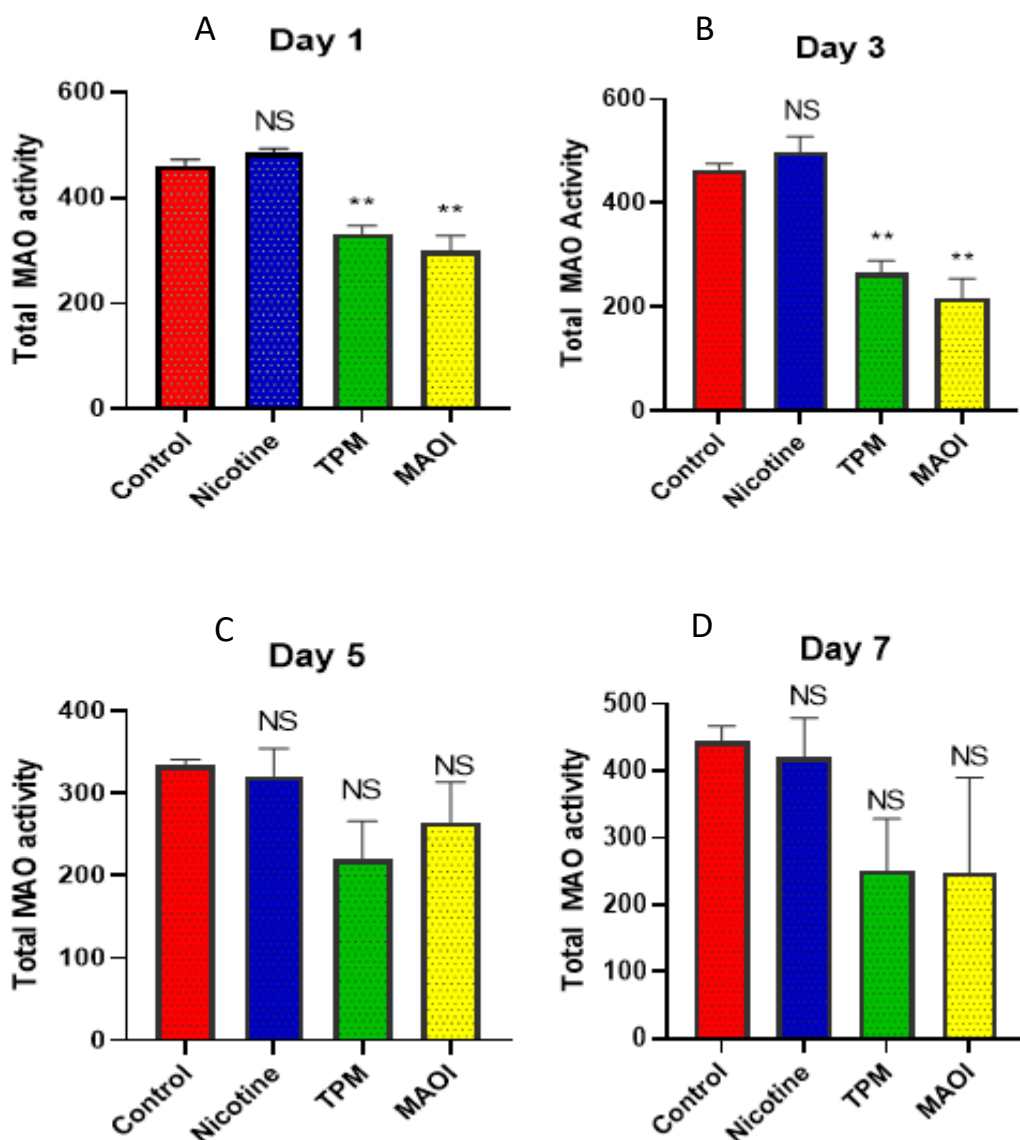 A
Day 1
Total MAO activity
600
400
200
0
NS
**
**
Control
Nicotine
TPM
MAOI
B
Day 3
Total MAO Activity
600
400
200
0
NS
**
**
Control
Nicotine
TPM
MAOI
C
Day 5
Total MAO activity
400
300
200
100
0
NS
NS
NS
Control
Nicotine
TPM
MAOI
D
Day 7
Total MAO activity
500
400
300
200
100
0
NS
NS
NS
Control
Nicotine
TPM
MAOI